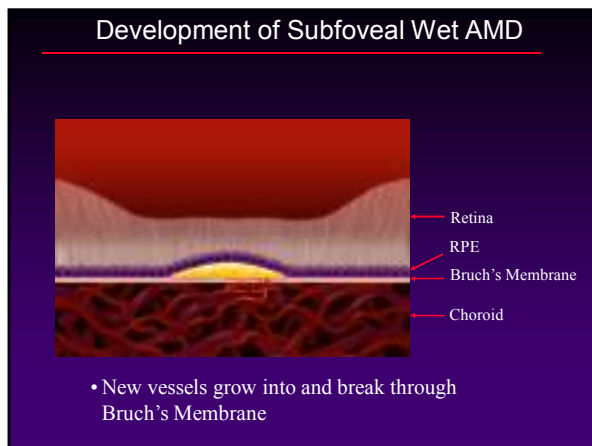 Development of Subfoveal Wet AMD
Retina
RPE
Bruch's Membrane
Choroid
• New vessels grow into and break through
Bruch's Membrane